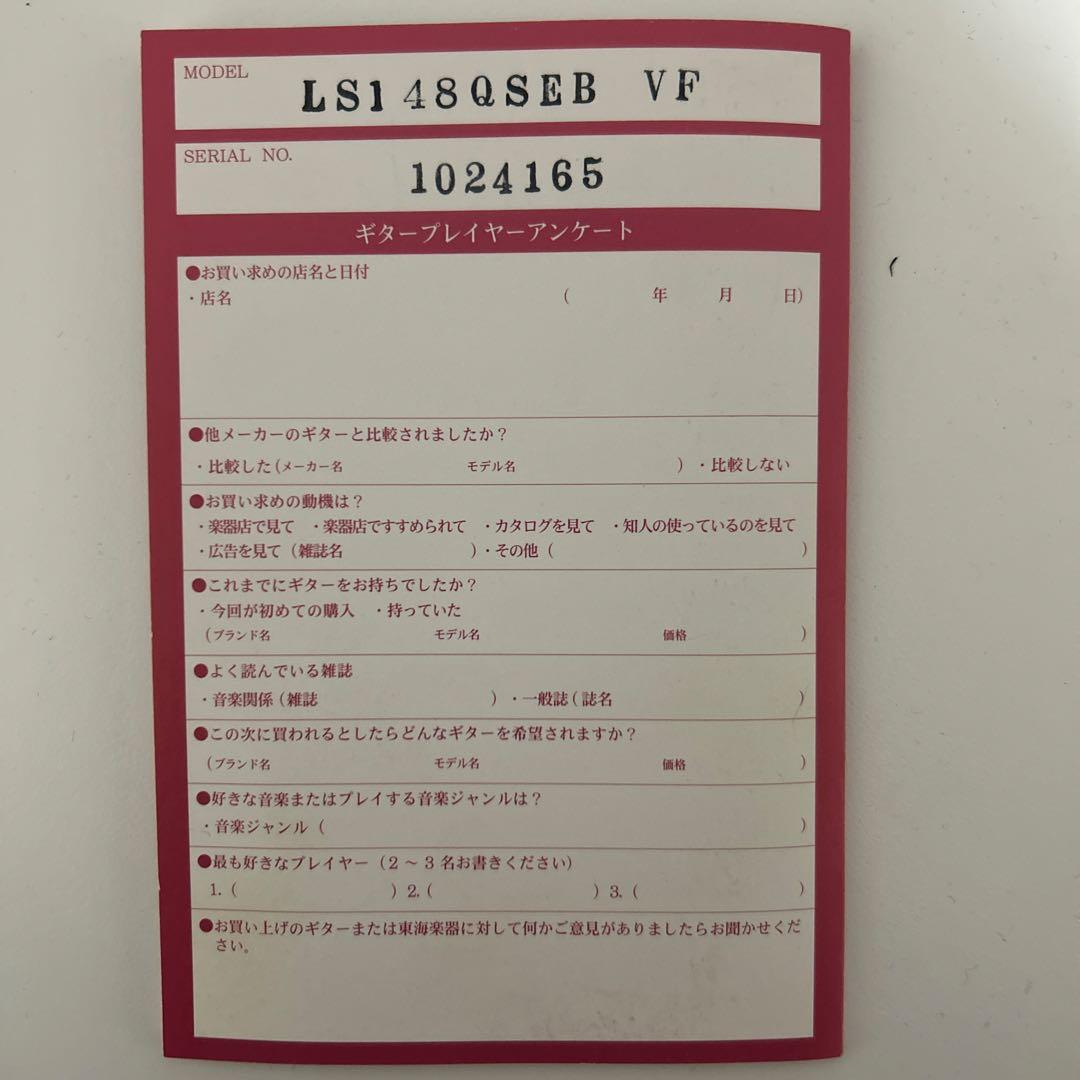 MODEL LS148QSEB VF
SERIAL NO. 1024165
ギタープレイヤーアンケート
●お買い求めの店名と日付
・店名 ( 年 月 日)
●他メーカーのギターと比較されましたか？
・比較した(メーカー名 モデル名 ) ・比較しない
●お買い求めの動機は？
・楽器店で見て ・楽器店ですすめられて ・カタログを見て ・知人の使っているのを見て
・広告を見て (雑誌名 )・その他 ( )
●これまでにギターをお持ちでしたか？
・今回が初めての購入 ・持っていた
(ブランド名 モデル名 価格 )
●よく読んでいる雑誌
・音楽関係 (雑誌 ) ・一般誌 (誌名 )
●この次に買われるとしたらどんなギターを希望されますか？
(ブランド名 モデル名 価格 )
●好きな音楽またはプレイする音楽ジャンルは？
・音楽ジャンル ( )
●最も好きなプレイヤー (2～3名お書きください)
1. ( ) 2. ( ) 3. ( )
●お買い上げのギターまたは東海楽器に対して何かご意見がありましたらお聞かせくだ
さい。